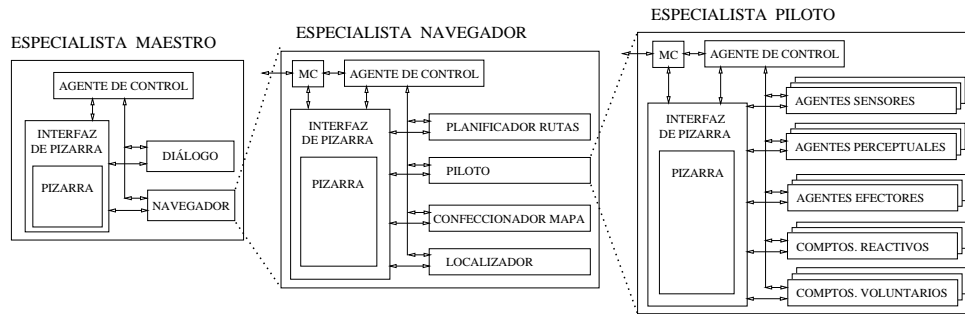 ESPECIALISTA MAESTRO
AGENTE DE CONTROL
INTERFAZ
DE PIZARRA
PIZARRA
DIÁLOGO
NAVEGADOR
ESPECIALISTA NAVEGADOR
MC
AGENTE DE CONTROL
INTERFAZ
DE PIZARRA
PIZARRA
PLANIFICADOR RUTAS
PILOTO
CONFECCIONADOR MAPA
LOCALIZADOR
ESPECIALISTA PILOTO
MC
AGENTE DE CONTROL
INTERFAZ
DE PIZARRA
PIZARRA
AGENTES SENSORES
AGENTES PERCEPTUALES
AGENTES EFECTORES
COMPTOS. REACTIVOS
COMPTOS. VOLUNTARIOS